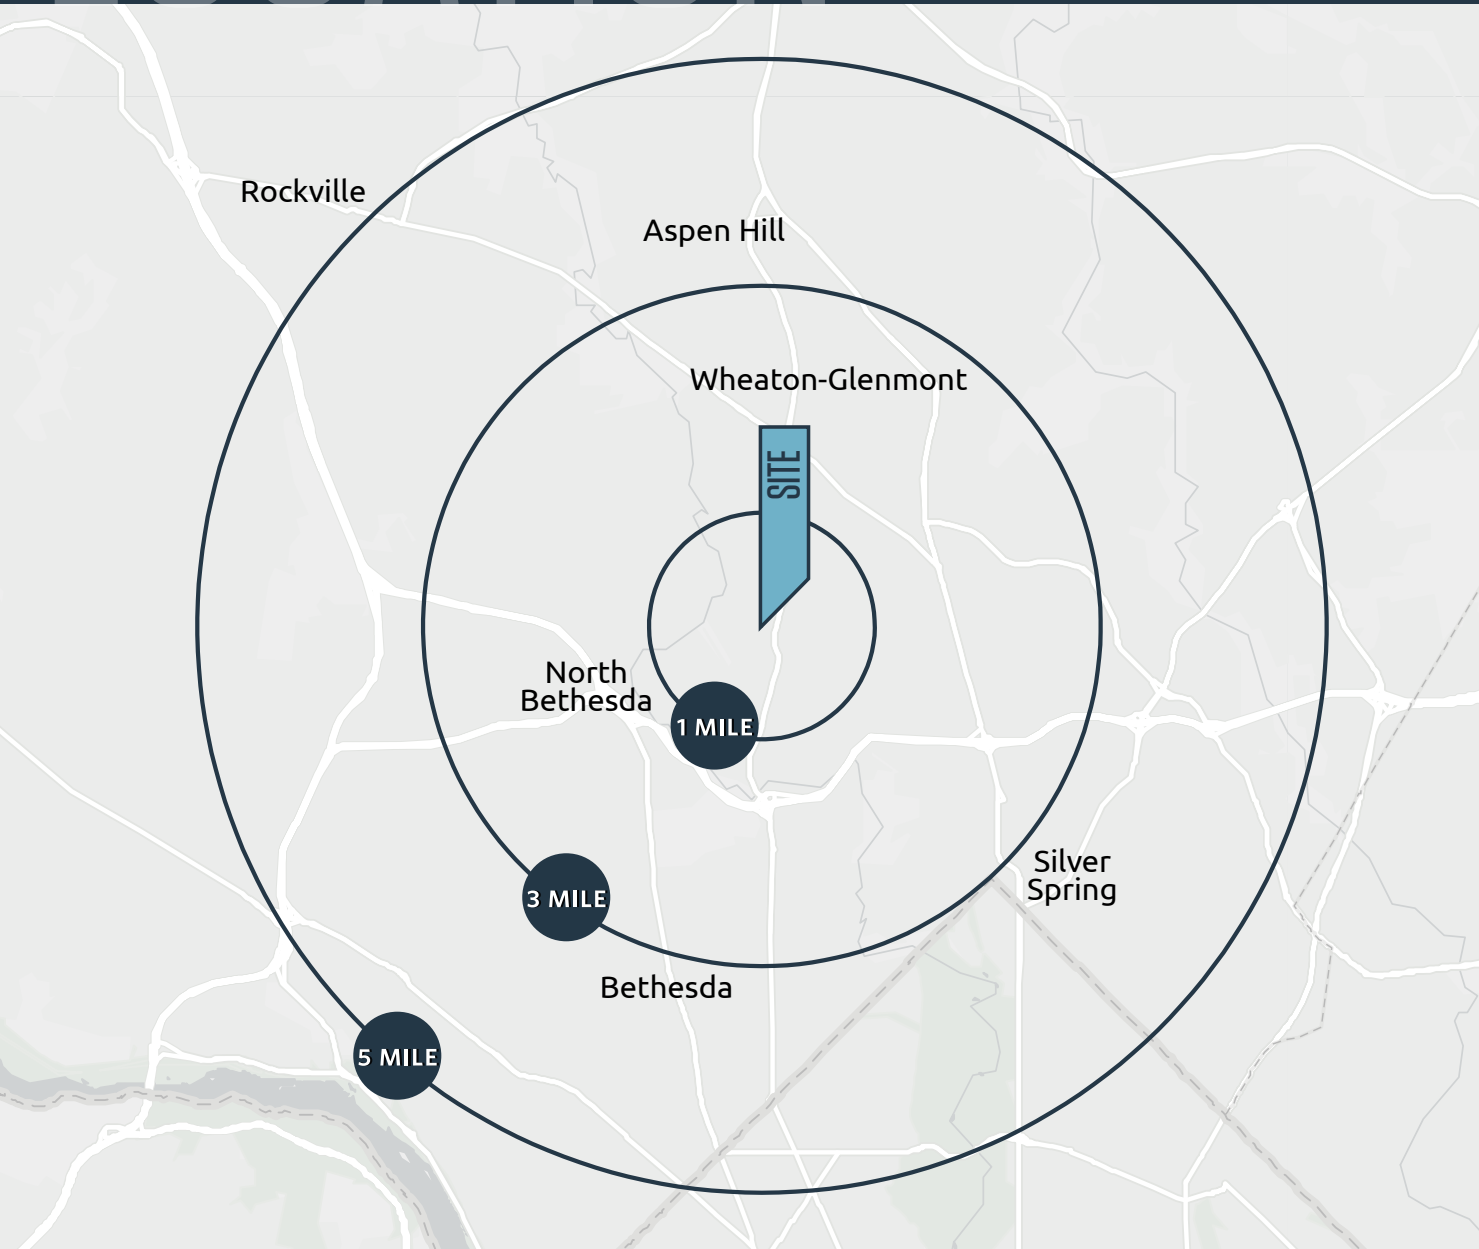 Rockville
Aspen Hill
Wheaton-Glenmont
SITE
North
Bethesda
1 MILE
3 MILE
Silver
Spring
Bethesda
5 MILE